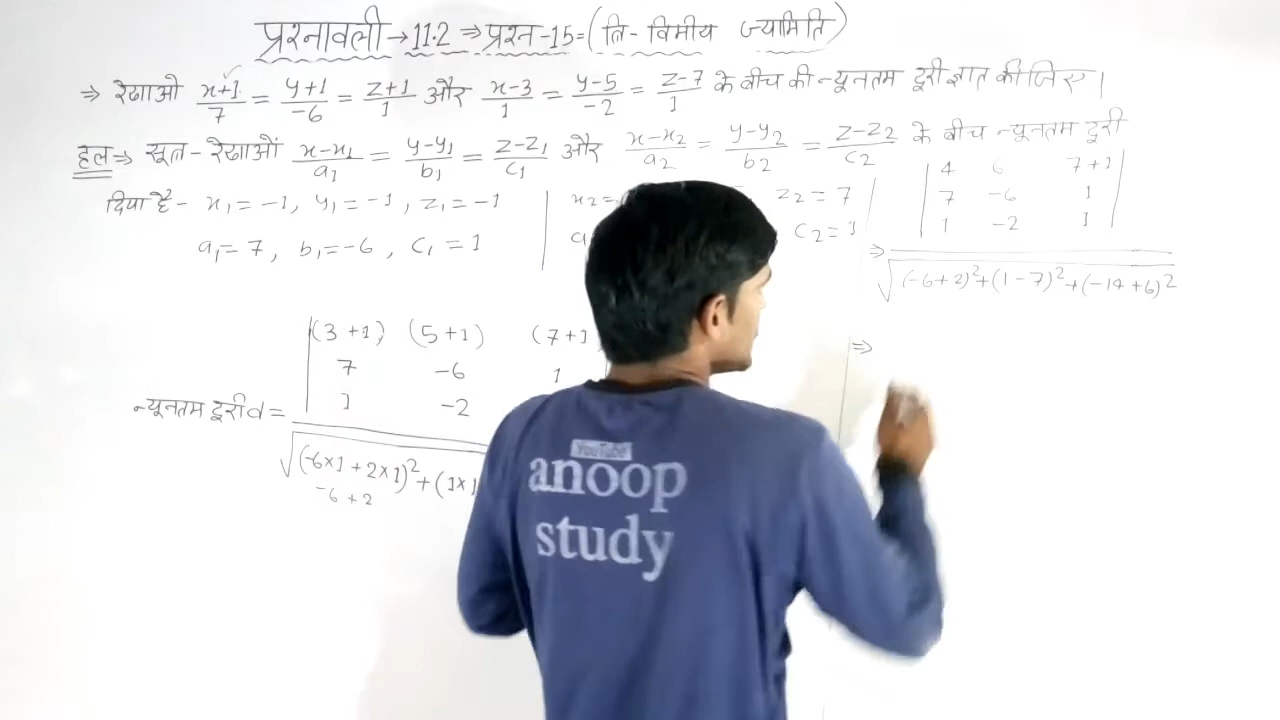 प्रश्नावली → 11.2 ⇒ प्रश्न-15 = (त्रि-विमीय ज्यामिति)
⇒ रेखाओं x+1/7 = y+1/-6 = z+1/1 और x-3/1 = y-5/-2 = z-7/1 के बीच की न्यूनतम दूरी ज्ञात कीजिए।
हल ⇒ सूत्र - रेखाओं x-x₁/a₁ = y-y₁/b₁ = z-z₁/c₁ और x-x₂/a₂ = y-y₂/b₂ = z-z₂/c₂ के बीच न्यूनतम दूरी
दिया है - x₁ = -1, y₁ = -1, z₁ = -1
a₁ = 7, b₁ = -6, c₁ = 1
x₂ = z₂ = 7
c₂ = 1
(3+1) (5+1) (7+1
7 -6 1
1 -2
न्यूनतम दूरी d =
√(-6×1 + 2×1)² + (1×1
-6 + 2
4 6 7+1
7 -6 1
1 -2 1
⇒
√(-6+2)² + (1-7)² + (-14+6)²
⇒
YouTube
anoop
study